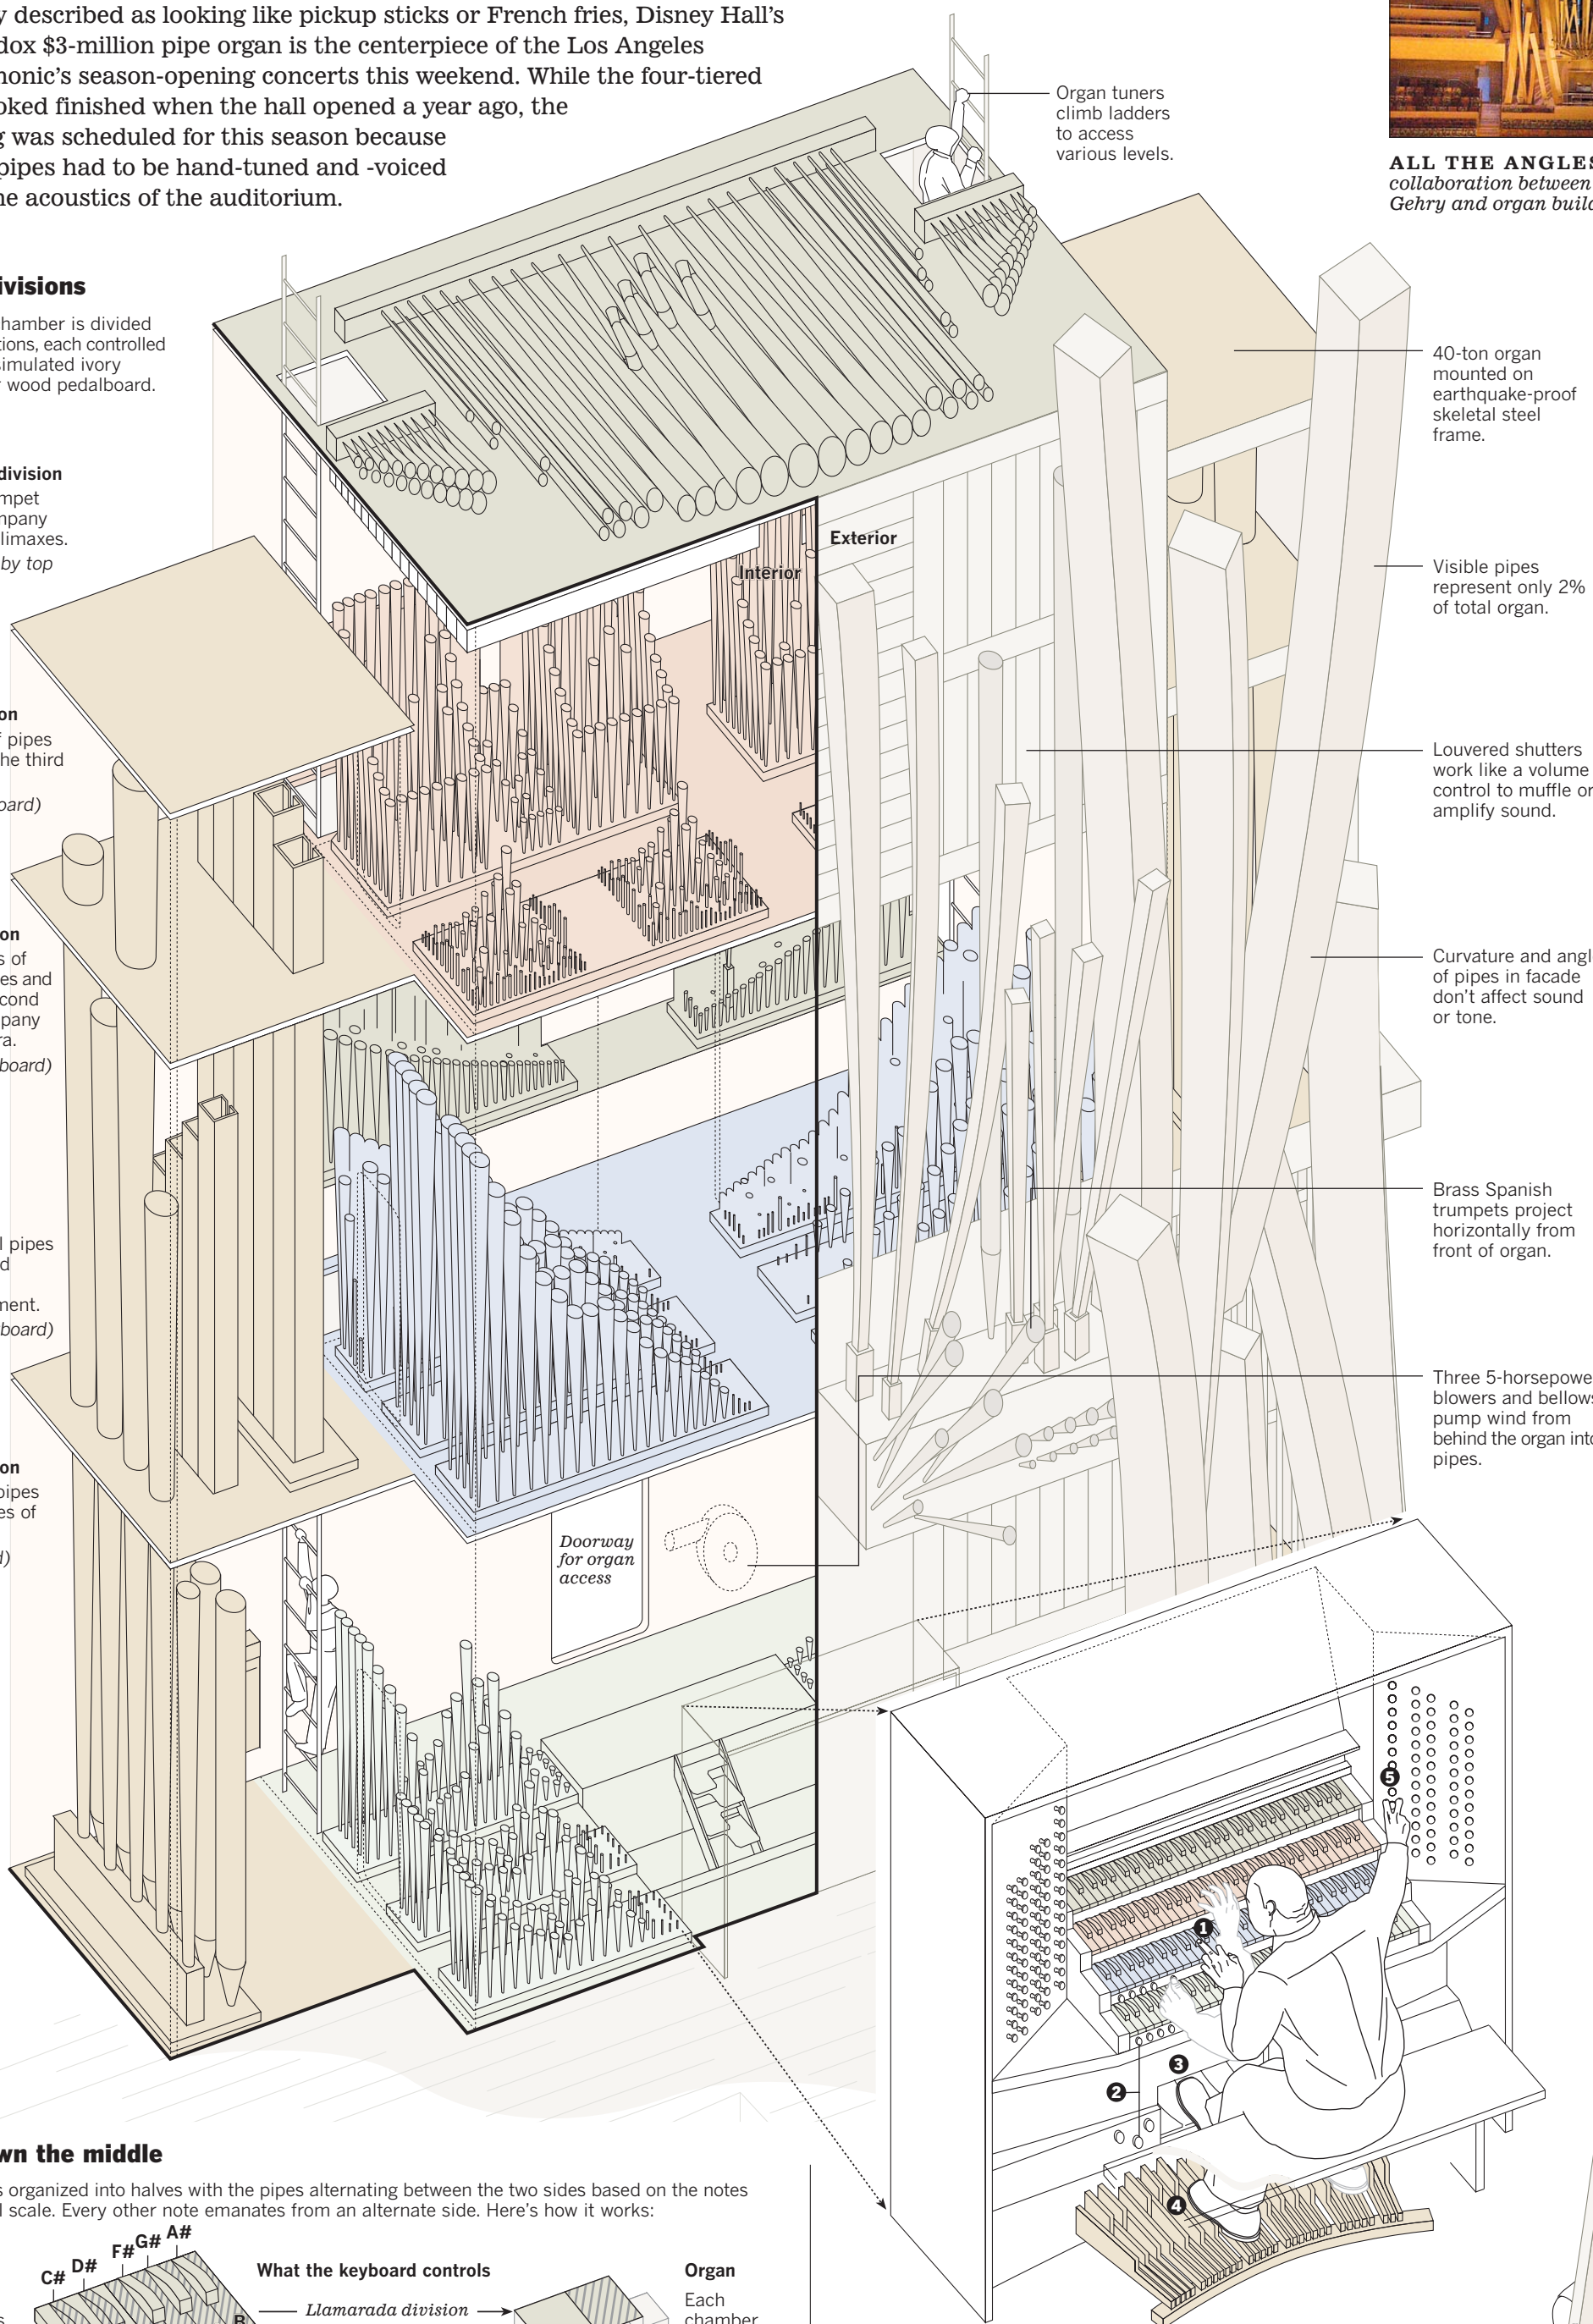 y described as looking like pickup sticks or French fries, Disney Hall’s
dox $3-million pipe organ is the centerpiece of the Los Angeles
nonic’s season-opening concerts this weekend. While the four-tiered
oked finished when the hall opened a year ago, the
g was scheduled for this season because
pipes had to be hand-tuned and -voiced
ne acoustics of the auditorium.
Organ tuners
climb ladders
to access
various levels.
ALL THE ANGLES
collaboration between
Gehry and organ build
ivisions
hamber is divided
tions, each controlled
simulated ivory
r wood pedalboard.
40-ton organ
mounted on
earthquake-proof
skeletal steel
frame.
division
mpet
mpany
limaxes.
by top
Exterior
Interior
Visible pipes
represent only 2%
of total organ.
on
f pipes
he third
oard)
Louvered shutters
work like a volume
control to muffle or
amplify sound.
on
s of
es and
cond
pany
ra.
board)
Curvature and angl
of pipes in facade
don’t affect sound
or tone.
Brass Spanish
trumpets project
horizontally from
front of organ.
l pipes
d
ment.
board)
Three 5-horsepowe
blowers and bellows
pump wind from
behind the organ into
pipes.
on
pipes
es of
d)
Doorway
for organ
access
5
1
3
2
4
wn the middle
s organized into halves with the pipes alternating between the two sides based on the notes
l scale. Every other note emanates from an alternate side. Here’s how it works:
C# D# F# G# A#
B
What the keyboard controls
Llamarada division
Organ
Each
chamber